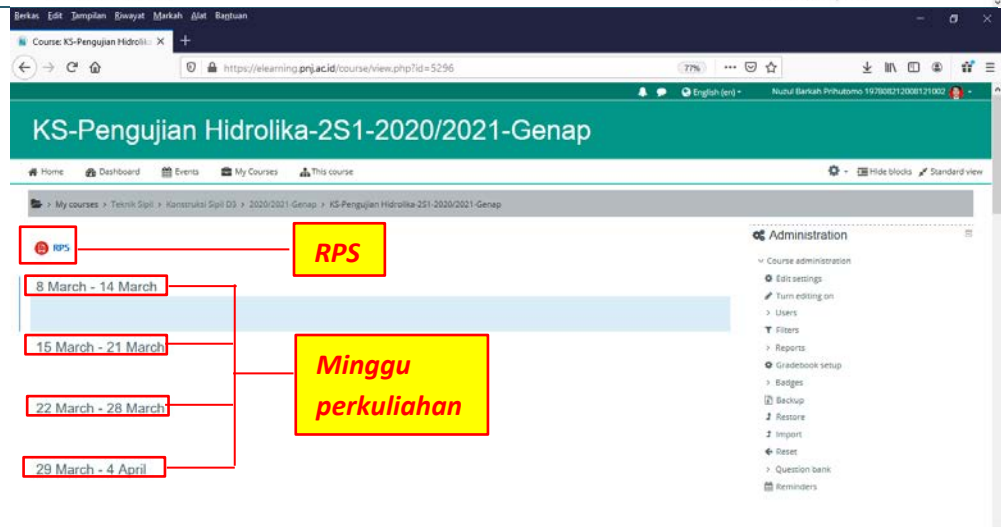 Berkas Edit Tampilan Riwayat Markah Alat Bantuan
Course: KS-Pengujian Hidrolik
https://elearning.pnj.ac.id/course/view.php?id=5296
77%
English (en)
Nuzul Barkah Prihutomo 197808212008121002
KS-Pengujian Hidrolika-2S1-2020/2021-Genap
Home Dashboard Events My Courses This course
Hide blocks Standard view
My courses > Teknik Sipil > Konstruksi Sipil D3 > 2020/2021 Genap > KS-Pengujian Hidrolika-2S1-2020/2021-Genap
RPS
RPS
8 March - 14 March
15 March - 21 March
22 March - 28 March
29 March - 4 April
Minggu
perkuliahan
Administration
Course administration
Edit settings
Turn editing on
Users
Filters
Reports
Gradebook setup
Badges
Backup
Restore
Import
Reset
Question bank
Reminders